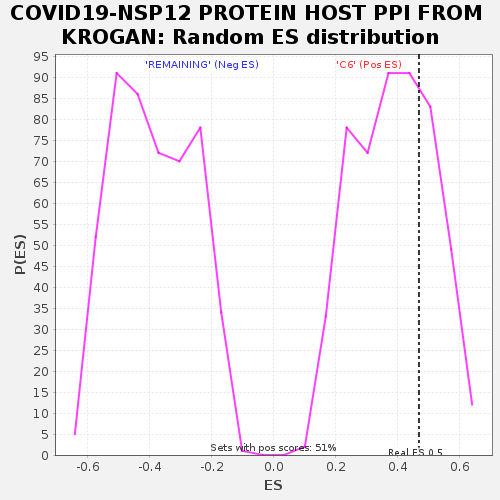 COVID19-NSP12 PROTEIN HOST PPI FROM
KROGAN: Random ES distribution
'REMAINING' (Neg ES)
'C6' (Pos ES)
95
90
85
80
75
70
65
60
55
50
45
40
35
30
25
20
15
10
5
0
P(ES)
Sets with pos scores: 51%
Real ES 0.5
-0.6 -0.4 -0.2 0.0 0.2 0.4 0.6
ES